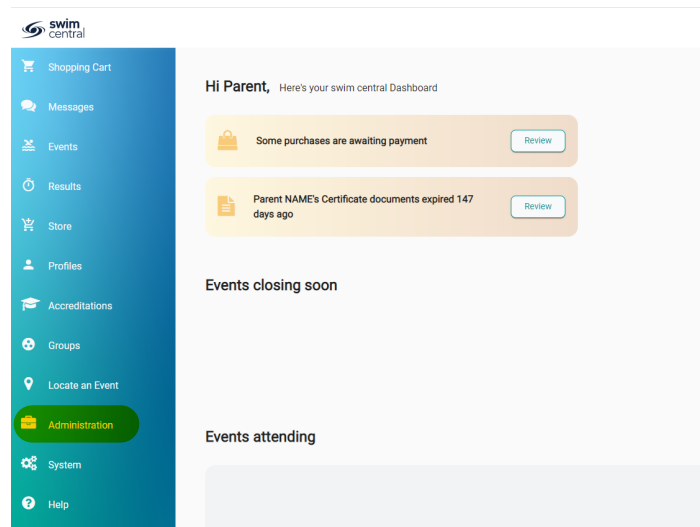 swim
central
Shopping Cart
Messages
Events
Results
Store
Profiles
Accreditations
Groups
Locate an Event
Administration
System
Help
Hi Parent, Here's your swim central Dashboard
Some purchases are awaiting payment
Review
Parent NAME's Certificate documents expired 147
days ago
Review
Events closing soon
Events attending